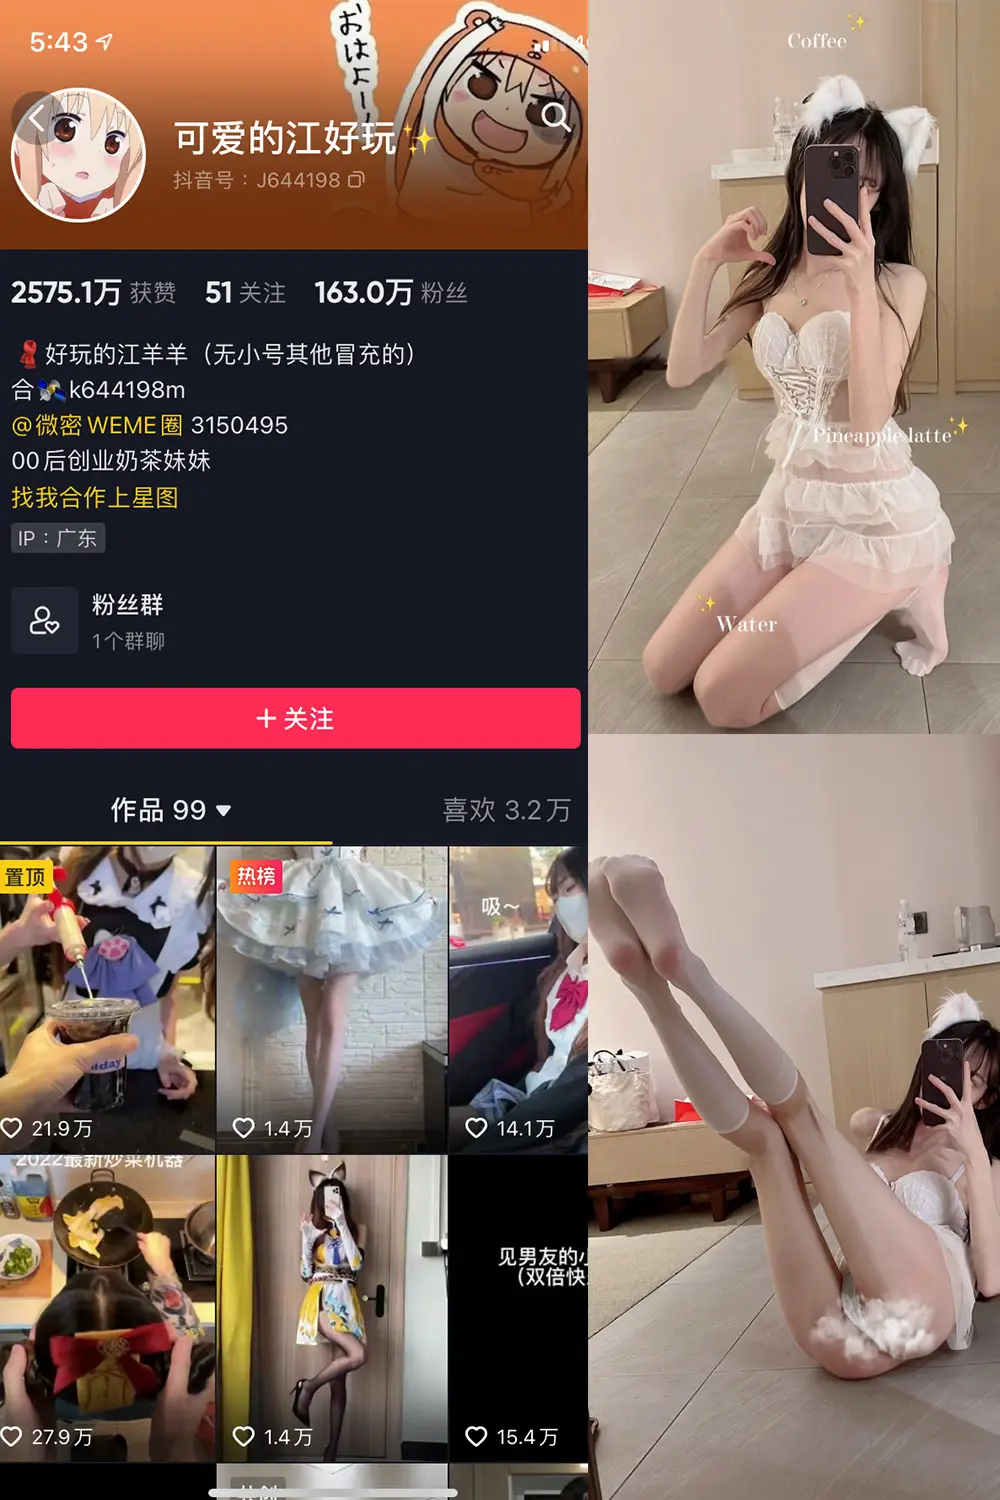 5:43
おはよー
可爱的江好玩
抖音号：J644198
2575.1万 获赞 51 关注 163.0万 粉丝
好玩的江羊羊（无小号其他冒充的）
合 k644198m
@微密 WEME圈 3150495
00后创业奶茶妹妹
找我合作上星图
IP：广东
粉丝群
1个群聊
+ 关注
作品 99 喜欢 3.2万
置顶
热榜
吸~
21.9万
1.4万
14.1万
2022最新炒菜机器
见男友的
（双倍快
27.9万
1.4万
15.4万
Coffee
Pineapple latte
Water